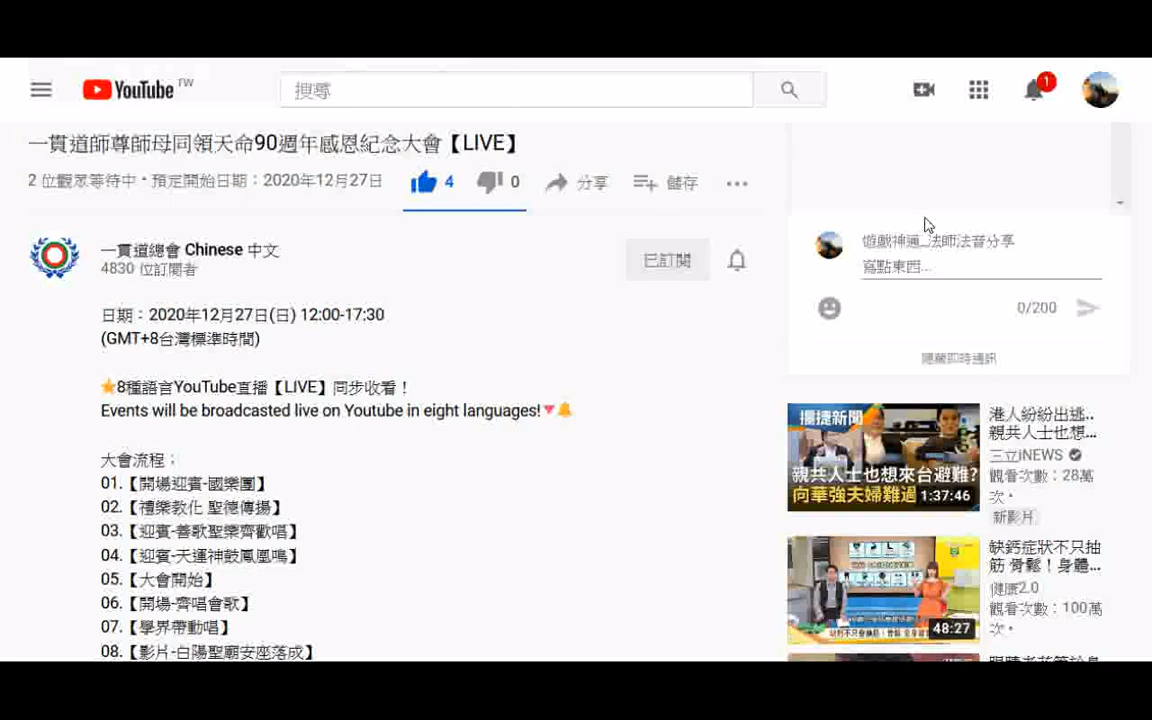 YouTube TW
搜尋
1
一貫道師尊師母同領天命90週年感恩紀念大會【LIVE】
2 位觀眾等待中・預定開始日期：2020年12月27日
4
0
分享
儲存
一貫道總會 Chinese 中文
4830 位訂閱者
已訂閱
日期：2020年12月27日(日) 12:00-17:30
(GMT+8台灣標準時間)
8種語言YouTube直播【LIVE】同步收看！
Events will be broadcasted live on Youtube in eight languages!
大會流程：
01.【開場迎賓-國樂團】
02.【禮樂教化 聖德傳揚】
03.【迎賓-善歌聖樂齊歡唱】
04.【迎賓-天運神鼓鳳凰鳴】
05.【大會開始】
06.【開場-齊唱會歌】
07.【學界帶動唱】
08.【影片-白陽聖廟安座落成】
遊戲神通_法師法音分享
寫點東西...
0/200
隱藏即時通訊
攔捷新聞
親共人士也想來台避難?
向華強夫婦難過
1:37:46
港人紛紛出逃..
親共人士也想...
三立iNEWS
觀看次數：28萬
次・
新影片
48:27
缺鈣症狀不只抽
筋 骨鬆！身體...
健康2.0
觀看次數：100萬
次・